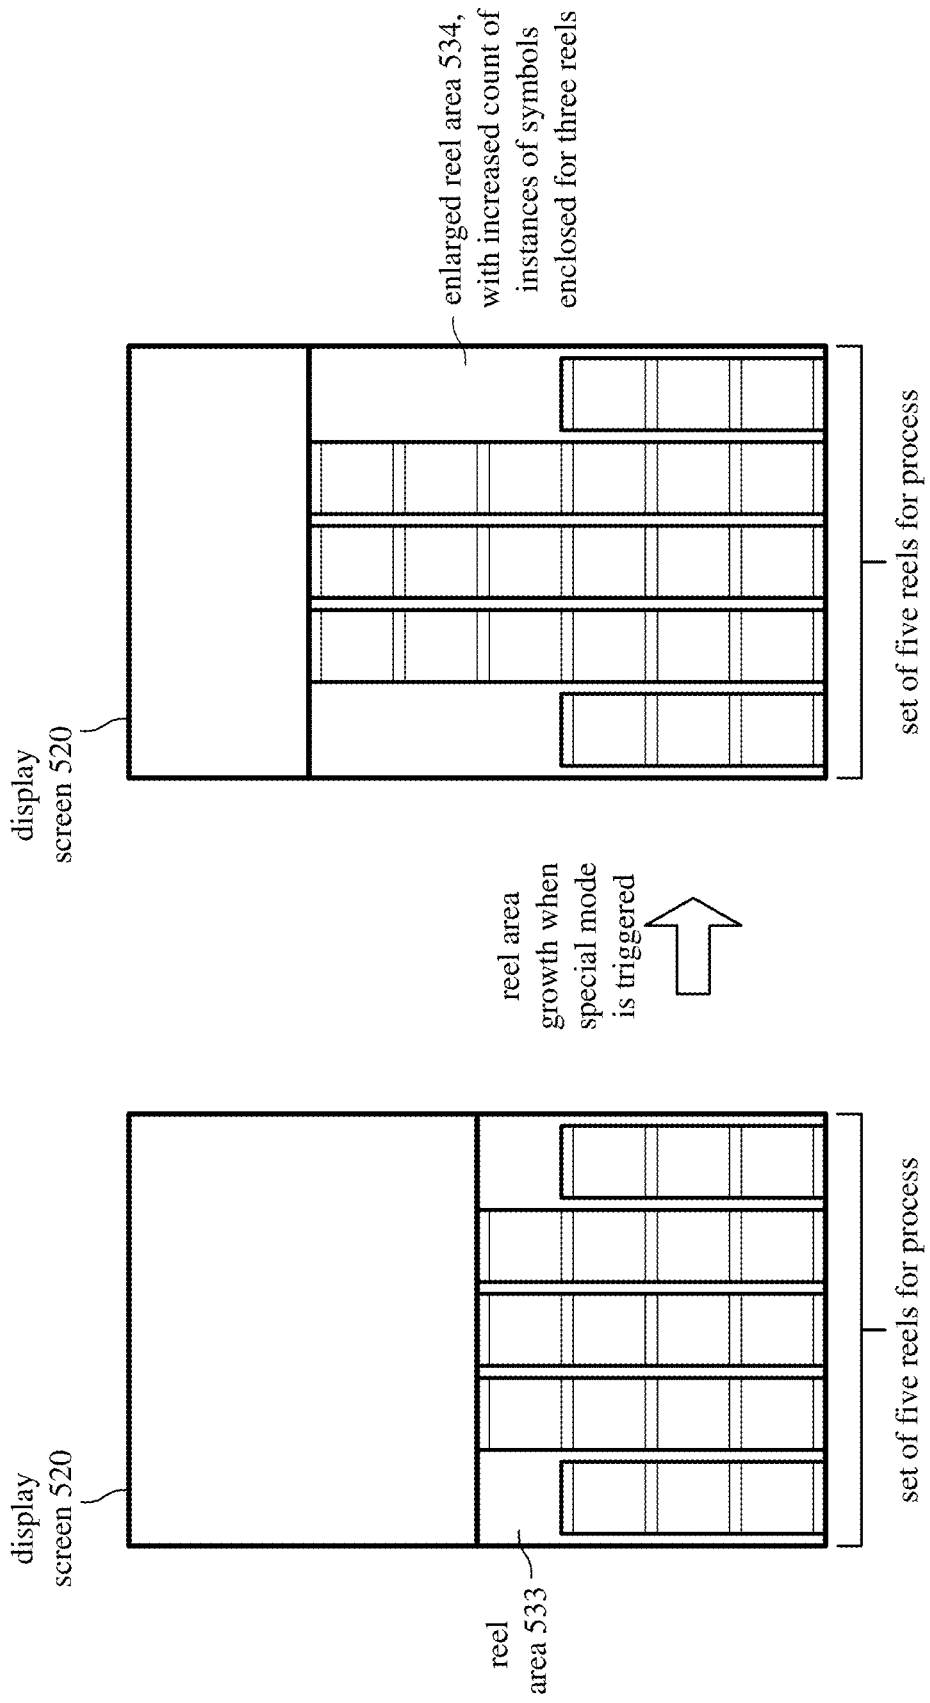 display
screen 520
reel
area 533
set of five reels for process
reel area
growth when
special mode
is triggered
display
screen 520
enlarged reel area 534,
with increased count of
instances of symbols
enclosed for three reels
set of five reels for process